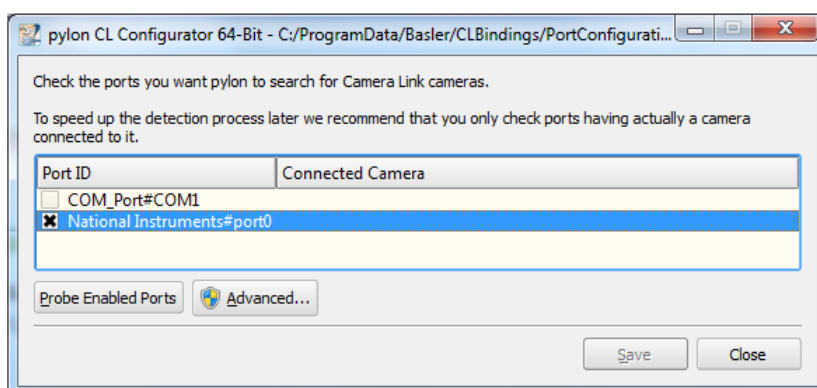 pylon CL Configurator 64-Bit - C:/ProgramData/Basler/CLBindings/PortConfigurati...
Check the ports you want pylon to search for Camera Link cameras.
To speed up the detection process later we recommend that you only check ports having actually a camera
connected to it.
Port ID Connected Camera
COM_Port#COM1
National Instruments#port0
Probe Enabled Ports Advanced...
Save Close